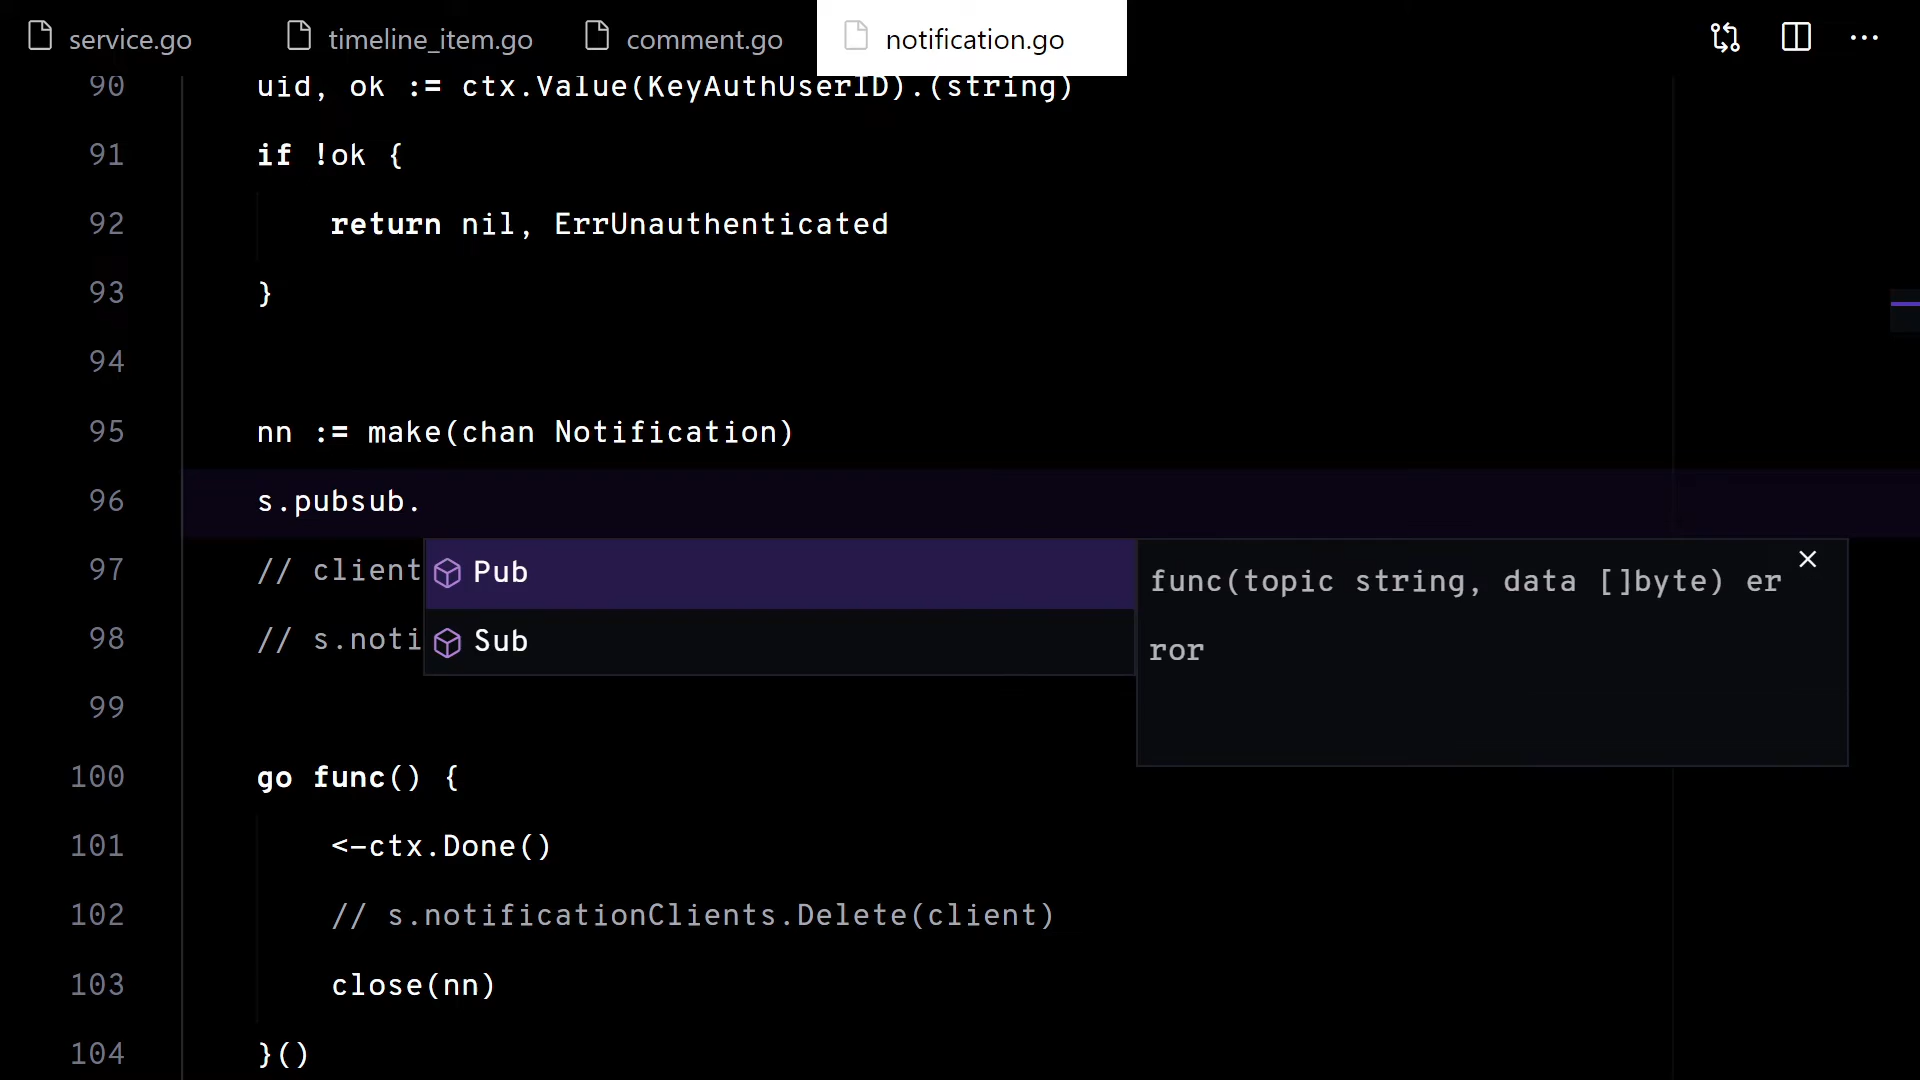 service.go timeline_item.go comment.go notification.go
90 uid, ok := ctx.Value(KeyAuthUserID).(string)
91 if !ok {
92 return nil, ErrUnauthenticated
93 }
94
95 nn := make(chan Notification)
96 s.pubsub.
97 // client
Pub
func(topic string, data []byte) er
ror
98 // s.noti
Sub
99
100 go func() {
101 <-ctx.Done()
102 // s.notificationClients.Delete(client)
103 close(nn)
104 }()